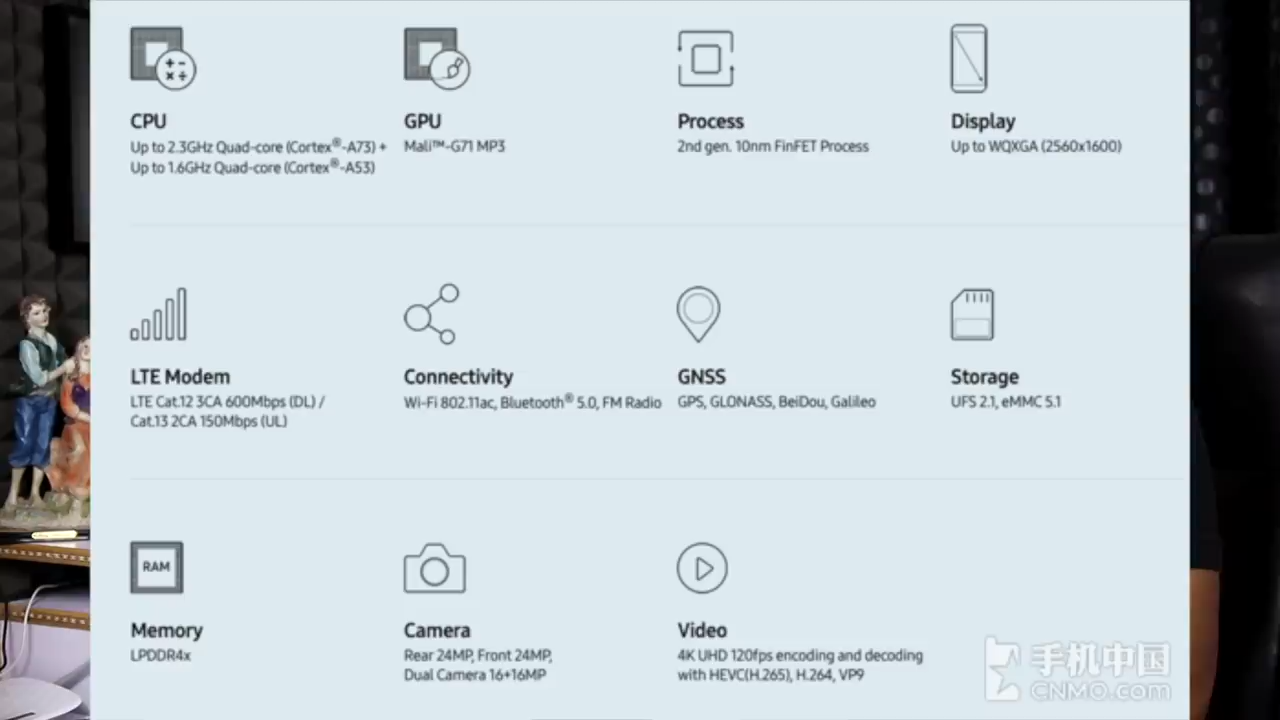 CPU
Up to 2.3GHz Quad-core (Cortex®-A73) +
Up to 1.6GHz Quad-core (Cortex®-A53)
GPU
Mali™-G71 MP3
Process
2nd gen. 10nm FinFET Process
Display
Up to WQXGA (2560x1600)
LTE Modem
LTE Cat.12 3CA 600Mbps (DL) /
Cat.13 2CA 150Mbps (UL)
Connectivity
Wi-Fi 802.11ac, Bluetooth® 5.0, FM Radio
GNSS
GPS, GLONASS, BeiDou, Galileo
Storage
UFS 2.1, eMMC 5.1
RAM
Memory
LPDDR4x
Camera
Rear 24MP, Front 24MP,
Dual Camera 16+16MP
Video
4K UHD 120fps encoding and decoding
with HEVC(H.265), H.264, VP9
手机中国
CNMO.com